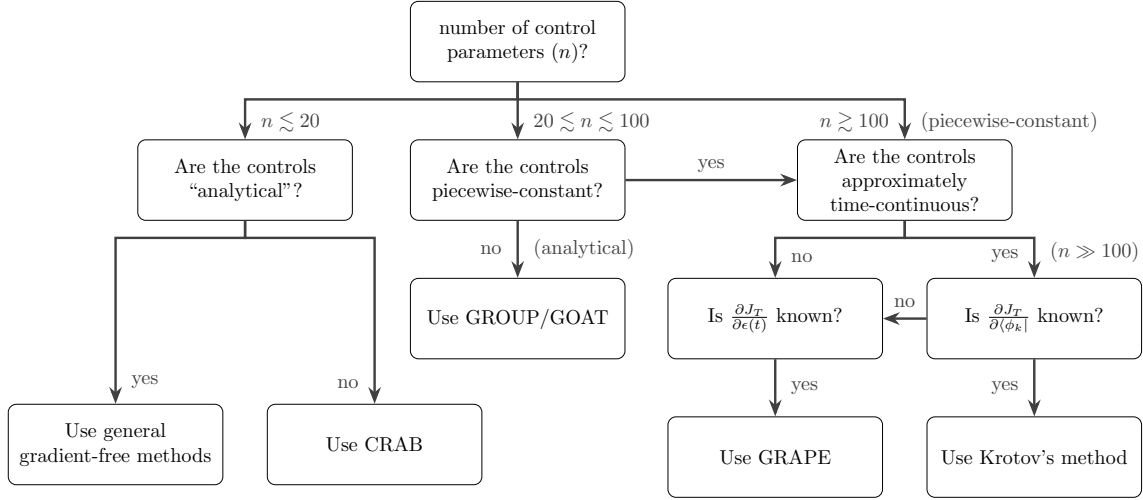 number of control
parameters (n)?
n ≲ 20
20 ≲ n ≲ 100
n ≳ 100
(piecewise-constant)
Are the controls
“analytical”?
Are the controls
piecewise-constant?
yes
Are the controls
approximately
time-continuous?
no
(analytical)
no
yes
(n ≫ 100)
Use GROUP/GOAT
Is ∂J_T/∂ϵ(t) known?
no
Is ∂J_T/∂⟨ϕ_k| known?
yes
no
yes
yes
Use general
gradient-free methods
Use CRAB
Use GRAPE
Use Krotov’s method